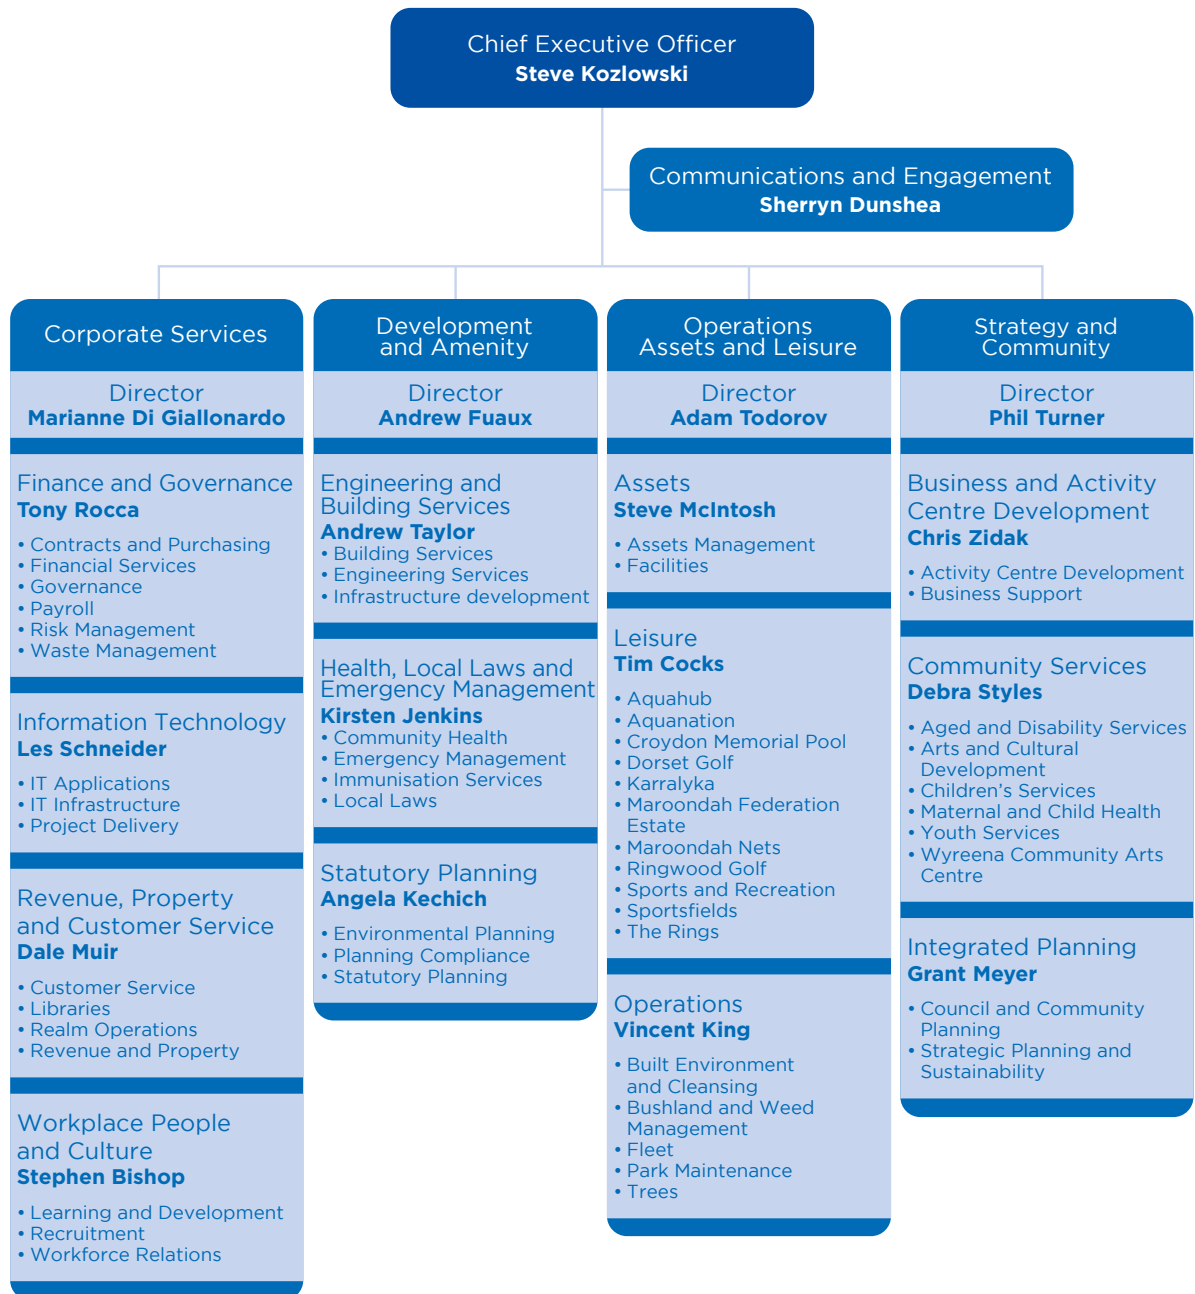 Chief Executive Officer
Steve Kozlowski
Communications and Engagement
Sherryn Dunshea
Corporate Services
Director
Marianne Di Giallonardo
Finance and Governance
Tony Rocca
• Contracts and Purchasing
• Financial Services
• Governance
• Payroll
• Risk Management
• Waste Management
Information Technology
Les Schneider
• IT Applications
• IT Infrastructure
• Project Delivery
Revenue, Property
and Customer Service
Dale Muir
• Customer Service
• Libraries
• Realm Operations
• Revenue and Property
Workplace People
and Culture
Stephen Bishop
• Learning and Development
• Recruitment
• Workforce Relations
Development
and Amenity
Director
Andrew Fuaux
Engineering and
Building Services
Andrew Taylor
• Building Services
• Engineering Services
• Infrastructure development
Health, Local Laws and
Emergency Management
Kirsten Jenkins
• Community Health
• Emergency Management
• Immunisation Services
• Local Laws
Statutory Planning
Angela Kechich
• Environmental Planning
• Planning Compliance
• Statutory Planning
Operations
Assets and Leisure
Director
Adam Todorov
Assets
Steve McIntosh
• Assets Management
• Facilities
Leisure
Tim Cocks
• Aquahub
• Aquanation
• Croydon Memorial Pool
• Dorset Golf
• Karralyka
• Maroondah Federation
Estate
• Maroondah Nets
• Ringwood Golf
• Sports and Recreation
• Sportsfields
• The Rings
Operations
Vincent King
• Built Environment
and Cleansing
• Bushland and Weed
Management
• Fleet
• Park Maintenance
• Trees
Strategy and
Community
Director
Phil Turner
Business and Activity
Centre Development
Chris Zidak
• Activity Centre Development
• Business Support
Community Services
Debra Styles
• Aged and Disability Services
• Arts and Cultural
Development
• Children's Services
• Maternal and Child Health
• Youth Services
• Wyreena Community Arts
Centre
Integrated Planning
Grant Meyer
• Council and Community
Planning
• Strategic Planning and
Sustainability